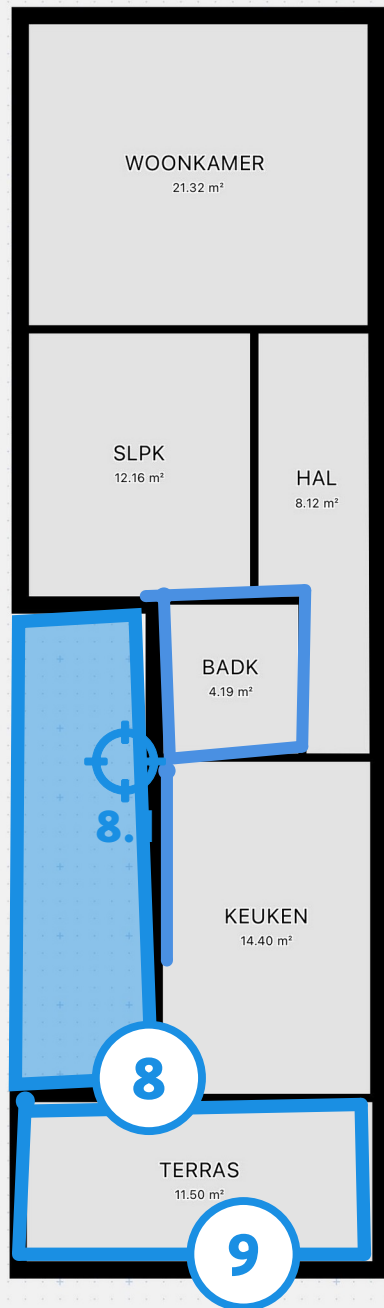 WOONKAMER
21.32 m²
SLPK
12.16 m²
HAL
8.12 m²
BADK
4.19 m²
8.
KEUKEN
14.40 m²
8
TERRAS
11.50 m²
9